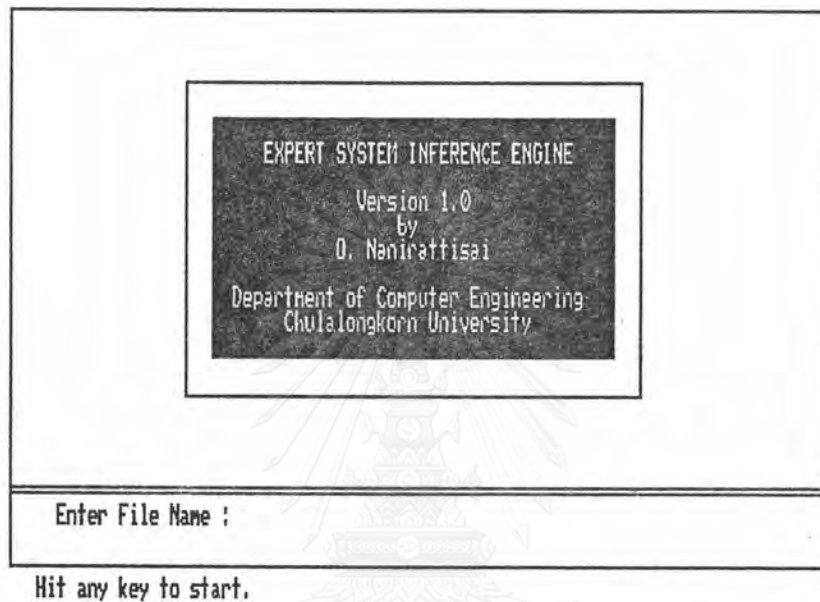 EXPERT SYSTEM INFERENCE ENGINE
Version 1.0
by
O. Nanirattisai
Department of Computer Engineering
Chulalongkorn University
Enter File Name :
Hit any key to start.